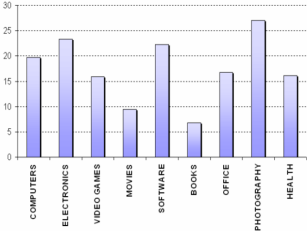 30
25
20
15
10
5
0
COMPUTERS
ELECTRONICS
VIDEO GAMES
MOVIES
SOFTWARE
BOOKS
OFFICE
PHOTOGRAPHY
HEALTH